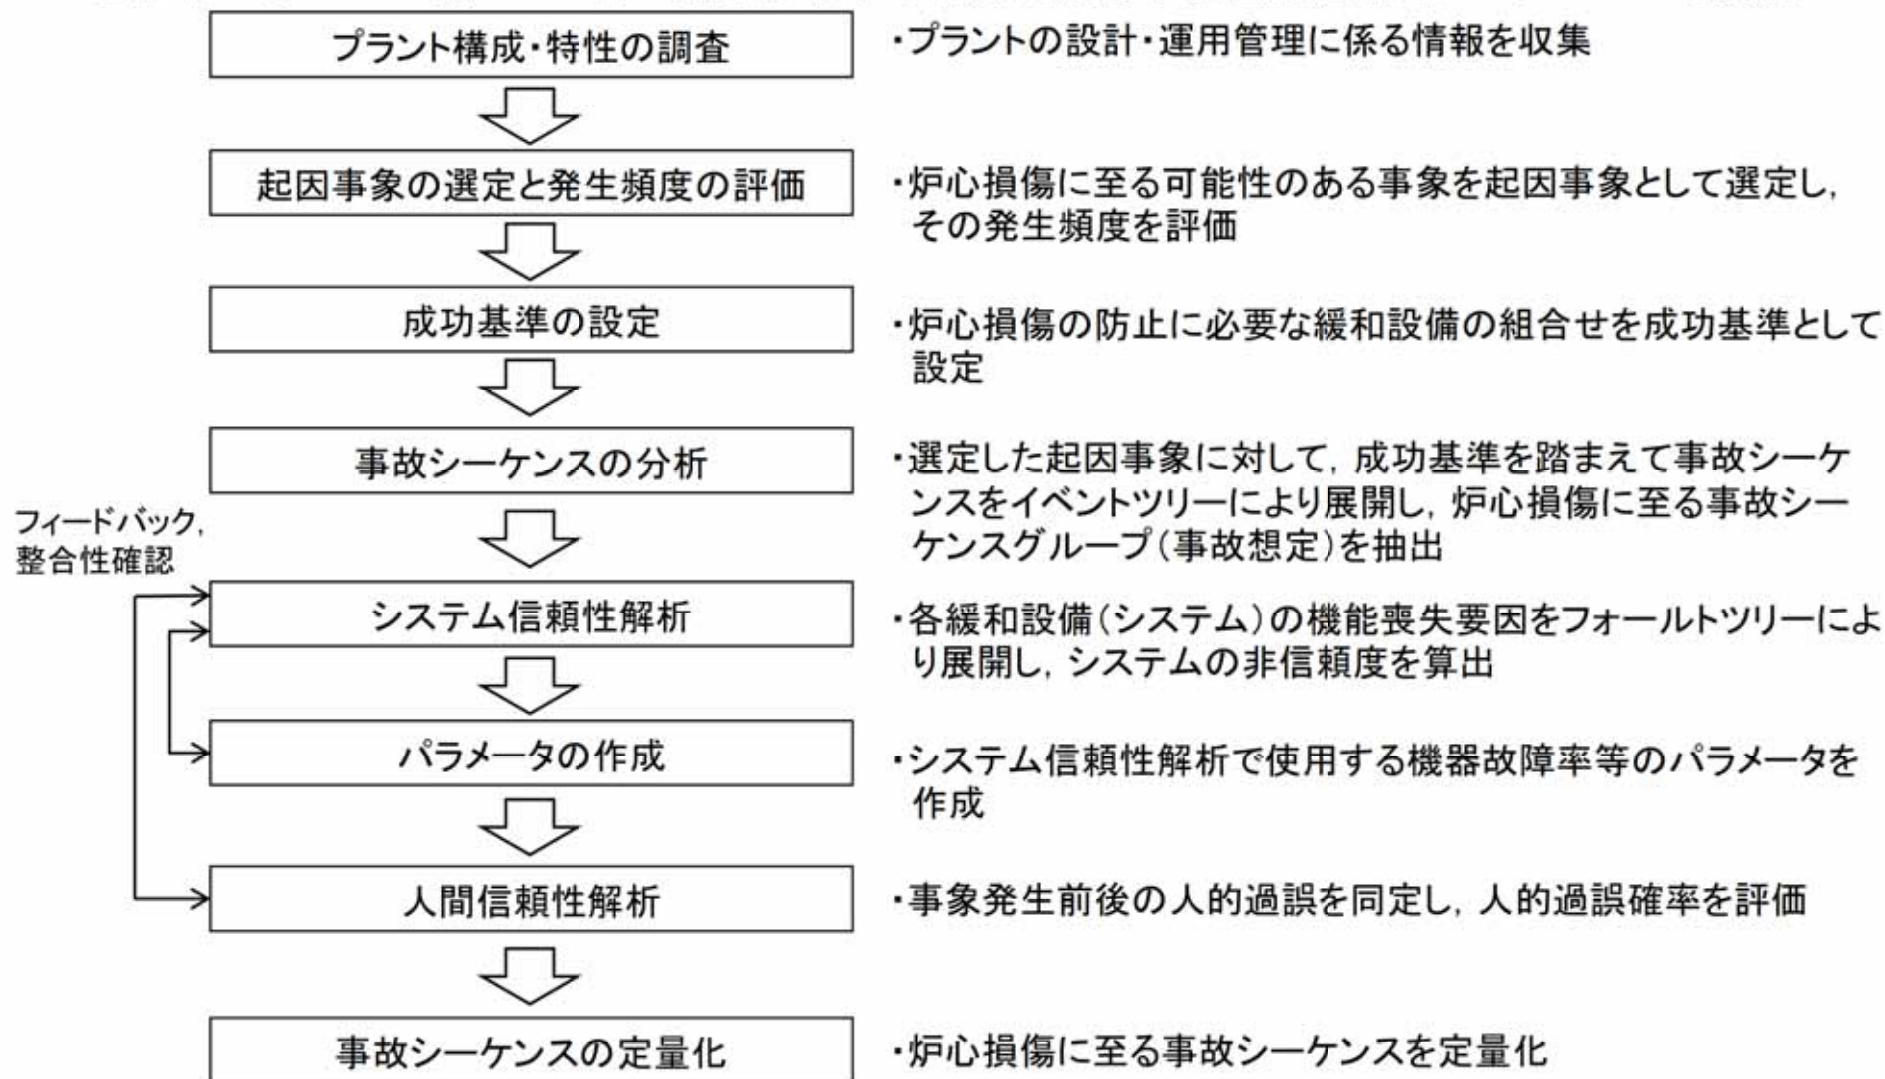 プラント構成・特性の調査
・プラントの設計・運用管理に係る情報を収集
起因事象の選定と発生頻度の評価
・炉心損傷に至る可能性のある事象を起因事象として選定し,
その発生頻度を評価
成功基準の設定
・炉心損傷の防止に必要な緩和設備の組合せを成功基準として
設定
事故シーケンスの分析
・選定した起因事象に対して, 成功基準を踏まえて事故シーケ
ンスをイベントツリーにより展開し, 炉心損傷に至る事故シー
ケンスグループ(事故想定)を抽出
フィードバック,
整合性確認
システム信頼性解析
・各緩和設備(システム)の機能喪失要因をフォールトツリーによ
り展開し, システムの非信頼度を算出
パラメータの作成
・システム信頼性解析で使用する機器故障率等のパラメータを
作成
人間信頼性解析
・事象発生前後の人的過誤を同定し, 人的過誤確率を評価
事故シーケンスの定量化
・炉心損傷に至る事故シーケンスを定量化